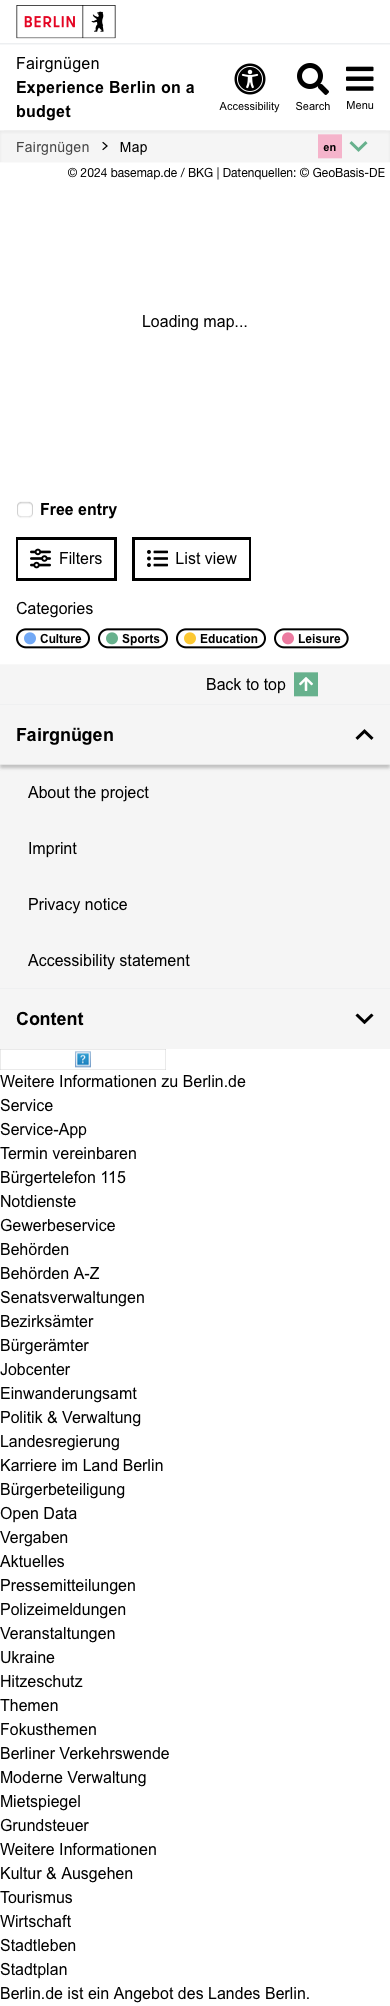 BERLIN
Fairgnügen
Experience Berlin on a
budget
Accessibility
Search
Menu
Fairgnügen > Map
en
© 2024 basemap.de / BKG | Datenquellen: © GeoBasis-DE
Loading map...
Free entry
Filters
List view
Categories
Culture
Sports
Education
Leisure
Back to top
Fairgnügen
About the project
Imprint
Privacy notice
Accessibility statement
Content
?
Weitere Informationen zu Berlin.de
Service
Service-App
Termin vereinbaren
Bürgertelefon 115
Notdienste
Gewerbeservice
Behörden
Behörden A-Z
Senatsverwaltungen
Bezirksämter
Bürgerämter
Jobcenter
Einwanderungsamt
Politik & Verwaltung
Landesregierung
Karriere im Land Berlin
Bürgerbeteiligung
Open Data
Vergaben
Aktuelles
Pressemitteilungen
Polizeimeldungen
Veranstaltungen
Ukraine
Hitzeschutz
Themen
Fokusthemen
Berliner Verkehrswende
Moderne Verwaltung
Mietspiegel
Grundsteuer
Weitere Informationen
Kultur & Ausgehen
Tourismus
Wirtschaft
Stadtleben
Stadtplan
Berlin.de ist ein Angebot des Landes Berlin.